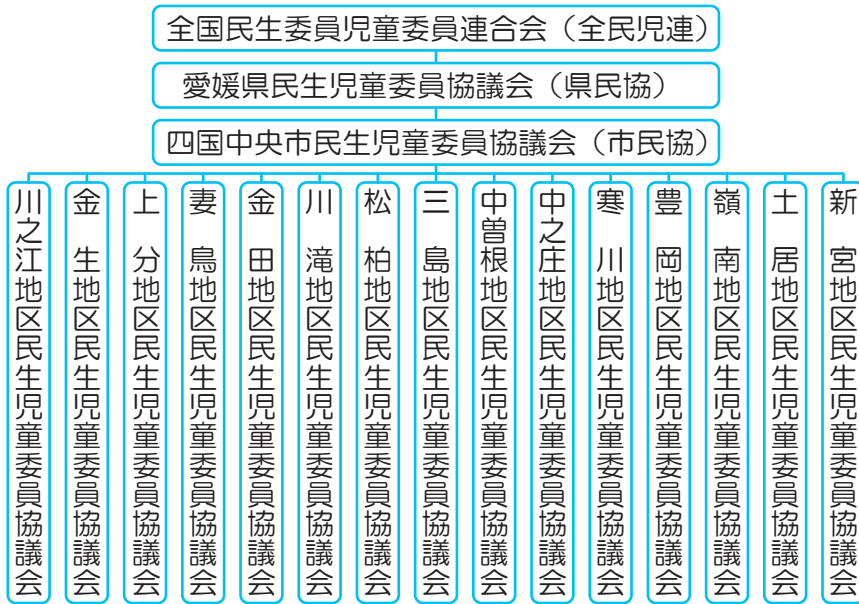 全国民生委員児童委員連合会（全民児連）
愛媛県民生児童委員協議会（県民協）
四国中央市民生児童委員協議会（市民協）
川之江地区民生児童委員協議会
金生地区民生児童委員協議会
上分地区民生児童委員協議会
妻鳥地区民生児童委員協議会
金田地区民生児童委員協議会
川滝地区民生児童委員協議会
松柏地区民生児童委員協議会
三島地区民生児童委員協議会
中曽根地区民生児童委員協議会
中之庄地区民生児童委員協議会
寒川地区民生児童委員協議会
豊岡地区民生児童委員協議会
嶺南地区民生児童委員協議会
土居地区民生児童委員協議会
新宮地区民生児童委員協議会